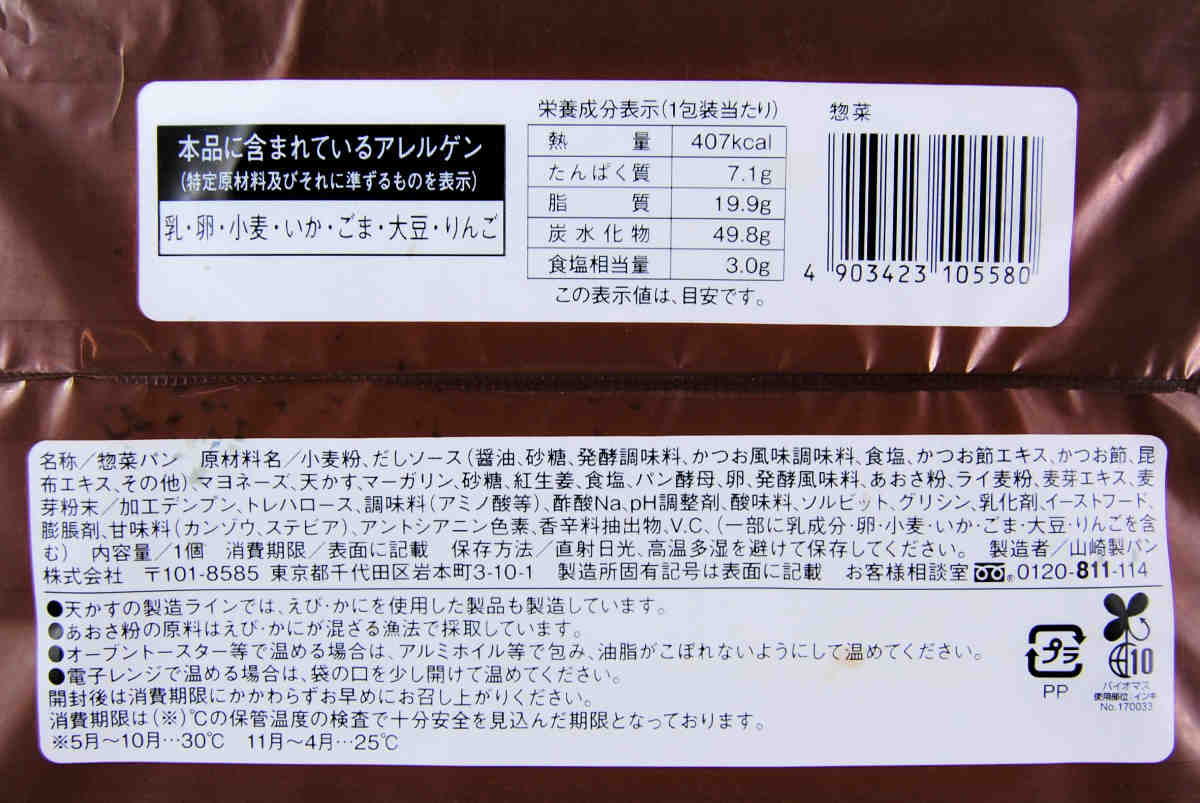 本品に含まれているアレルゲン
(特定原材料及びそれに準ずるものを表示)
乳・卵・小麦・いか・ごま・大豆・りんご
栄養成分表示(1包装当たり)
熱量 407kcal
たんぱく質 7.1g
脂質 19.9g
炭水化物 49.8g
食塩相当量 3.0g
この表示値は、目安です。
惣菜
4 903423 105580
名称/惣菜パン 原材料名/小麦粉、だしソース(醤油、砂糖、発酵調味料、かつお風味調味料、食塩、かつお節エキス、かつお節、昆
布エキス、その他)、マヨネーズ、天かす、マーガリン、砂糖、紅生姜、食塩、パン酵母、卵、発酵風味料、あおさ粉、ライ麦粉、麦芽エキス、麦
芽粉末/加工デンプン、トレハロース、調味料(アミノ酸等)、酢酸Na、pH調整剤、酸味料、ソルビット、グリシン、乳化剤、イーストフード、
膨脹剤、甘味料(カンゾウ、ステビア)、アントシアニン色素、香辛料抽出物、V.C、(一部に乳成分・卵・小麦・いか・ごま・大豆・りんごを含
む) 内容量/1個 消費期限/表面に記載 保存方法/直射日光、高温多湿を避けて保存してください。 製造者/山崎製パン
株式会社 〒101-8585 東京都千代田区岩本町3-10-1 製造所固有記号は表面に記載 お客様相談室 0120-811-114
●天かすの製造ラインでは、えび・かにを使用した製品も製造しています。
●あおさ粉の原料はえび・かにが混ざる漁法で採取しています。
●オーブントースター等で温める場合は、アルミホイル等で包み、油脂がこぼれないようにして温めてください。
●電子レンジで温める場合は、袋の口を少し開けて温めてください。
開封後は消費期限にかかわらずお早めにお召し上がりください。
消費期限は(※)℃の保管温度の検査で十分安全を見込んだ期限となっております。
※5月〜10月…30℃ 11月〜4月…25℃
プラ
PP
10
バイオマス
使用部位:インキ
No.170033